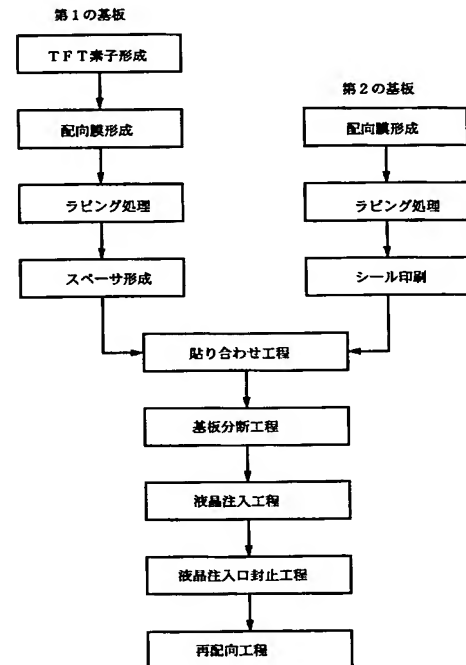 第１の基板
ＴＦＴ素子形成
配向膜形成
ラビング処理
スペーサ形成
第２の基板
配向膜形成
ラビング処理
シール印刷
貼り合わせ工程
基板分断工程
液晶注入工程
液晶注入口封止工程
再配向工程